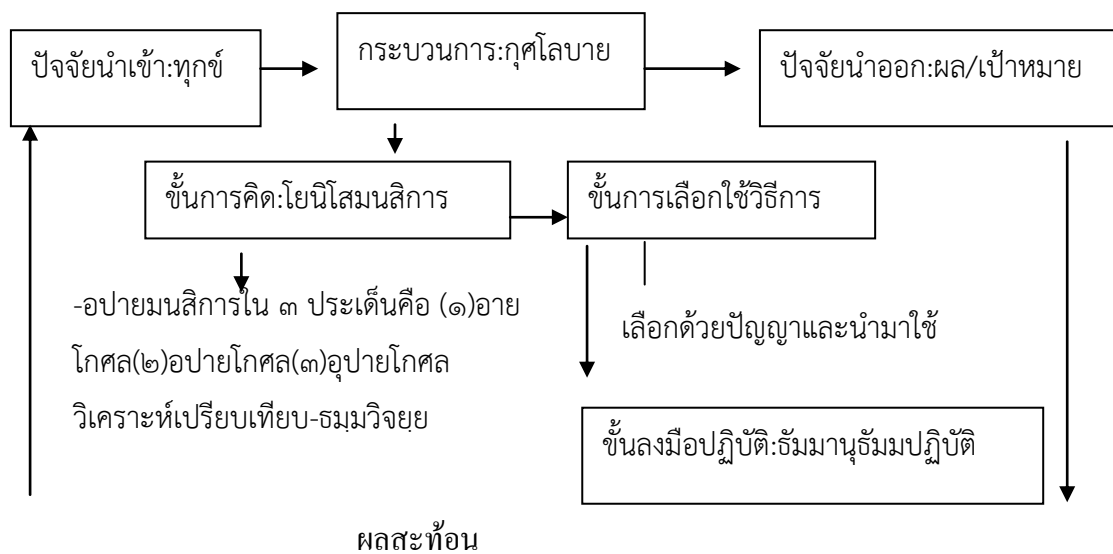 ปัจจัยนำเข้า:ทุกข์
กระบวนการ:กุศโลบาย
ปัจจัยนำออก:ผล/เป้าหมาย
ขั้นการคิด:โยนิโสมนสิการ
ขั้นการเลือกใช้วิธีการ
-อปายมนสิการใน ๓ ประเด็นคือ (๑)อาย
โกศล(๒)อปายโกศล(๓)อุปายโกศล
วิเคราะห์เปรียบเทียบ-ธมฺมวิจยฺย
เลือกด้วยปัญญาและนำมาใช้
ขั้นลงมือปฏิบัติ:ธัมมานุธัมมปฏิบัติ
ผลสะท้อน